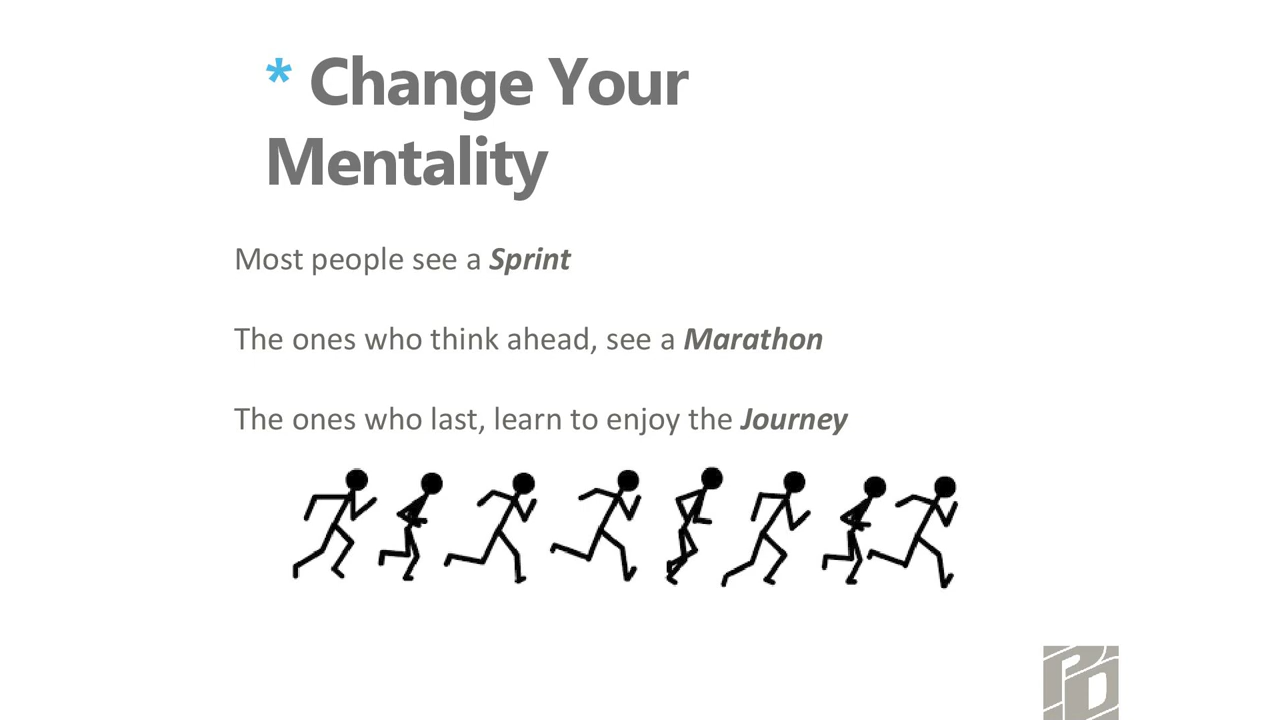 * Change Your
Mentality
Most people see a Sprint
The ones who think ahead, see a Marathon
The ones who last, learn to enjoy the Journey
PD